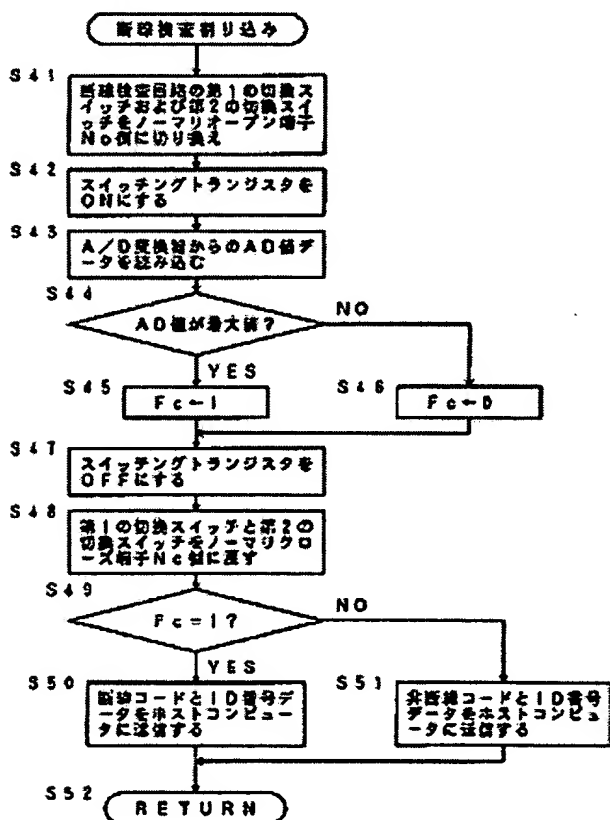 断球検査割り込み
S41
断球検査回路の第1の切換ス
イッチおよび第2の切換スイ
ッチをノーマリオープン端子
No側に切り換え
S42
スイッチングトランジスタを
ONにする
S43
A/D変換器からのAD値デ
ータを読み込む
S44
AD値が最大値?
NO
YES
S45
Fc←1
S46
Fc←0
S47
スイッチングトランジスタを
OFFにする
S48
第1の切換スイッチと第2の
切換スイッチをノーマリクロ
ーズ端子Nc側に戻す
S49
Fc=1?
NO
YES
S50
断線コードとID番号デ
ータをホストコンピュー
タに送信する
S51
非断線コードとID番号
データをホストコンピュ
ータに送信する
S52
RETURN